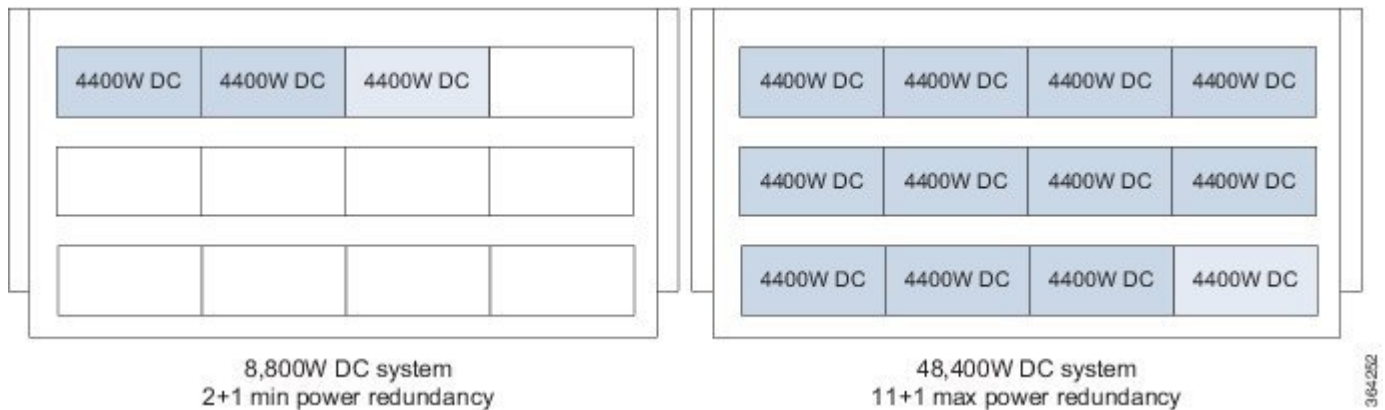 4400W DC 4400W DC 4400W DC
8,800W DC system
2+1 min power redundancy
4400W DC 4400W DC 4400W DC 4400W DC
4400W DC 4400W DC 4400W DC 4400W DC
4400W DC 4400W DC 4400W DC 4400W DC
48,400W DC system
11+1 max power redundancy
364252